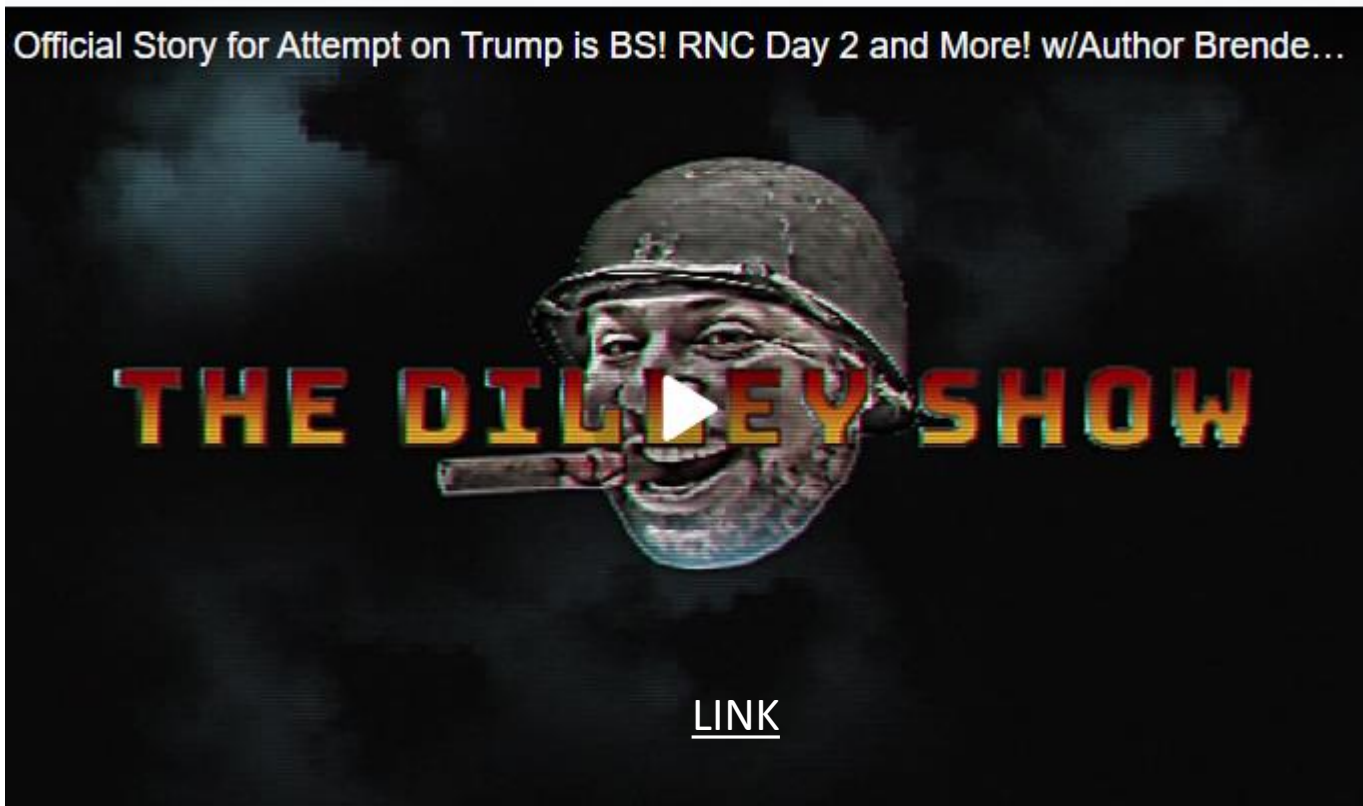 Official Story for Attempt on Trump is BS! RNC Day 2 and More! w/Author Brende…
THE DILLEY SHOW
LINK